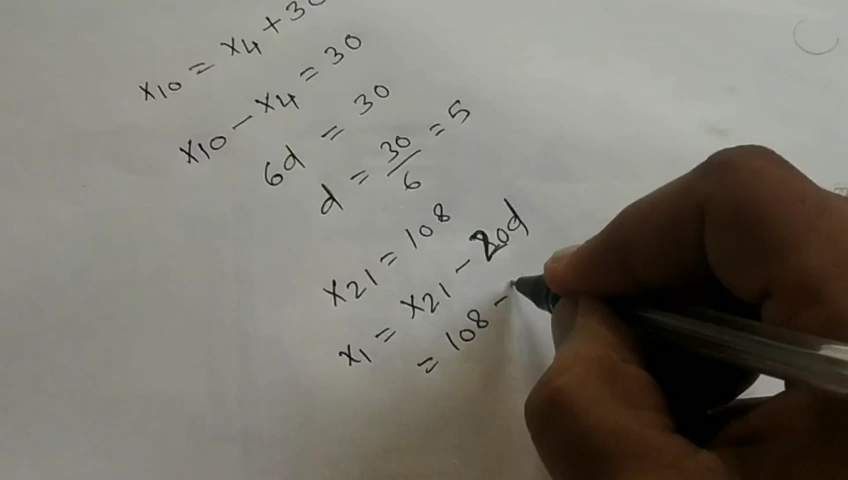 x10 = x4 + 30
x10 - x4 = 30
6d = 30
d = 30/6 = 5
x21 = 108
x1 = x21 - 20d
= 108 -